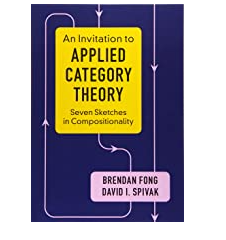 An Invitation to
APPLIED
CATEGORY
THEORY
Seven Sketches
in Compositionality
BRENDAN FONG
DAVID I. SPIVAK